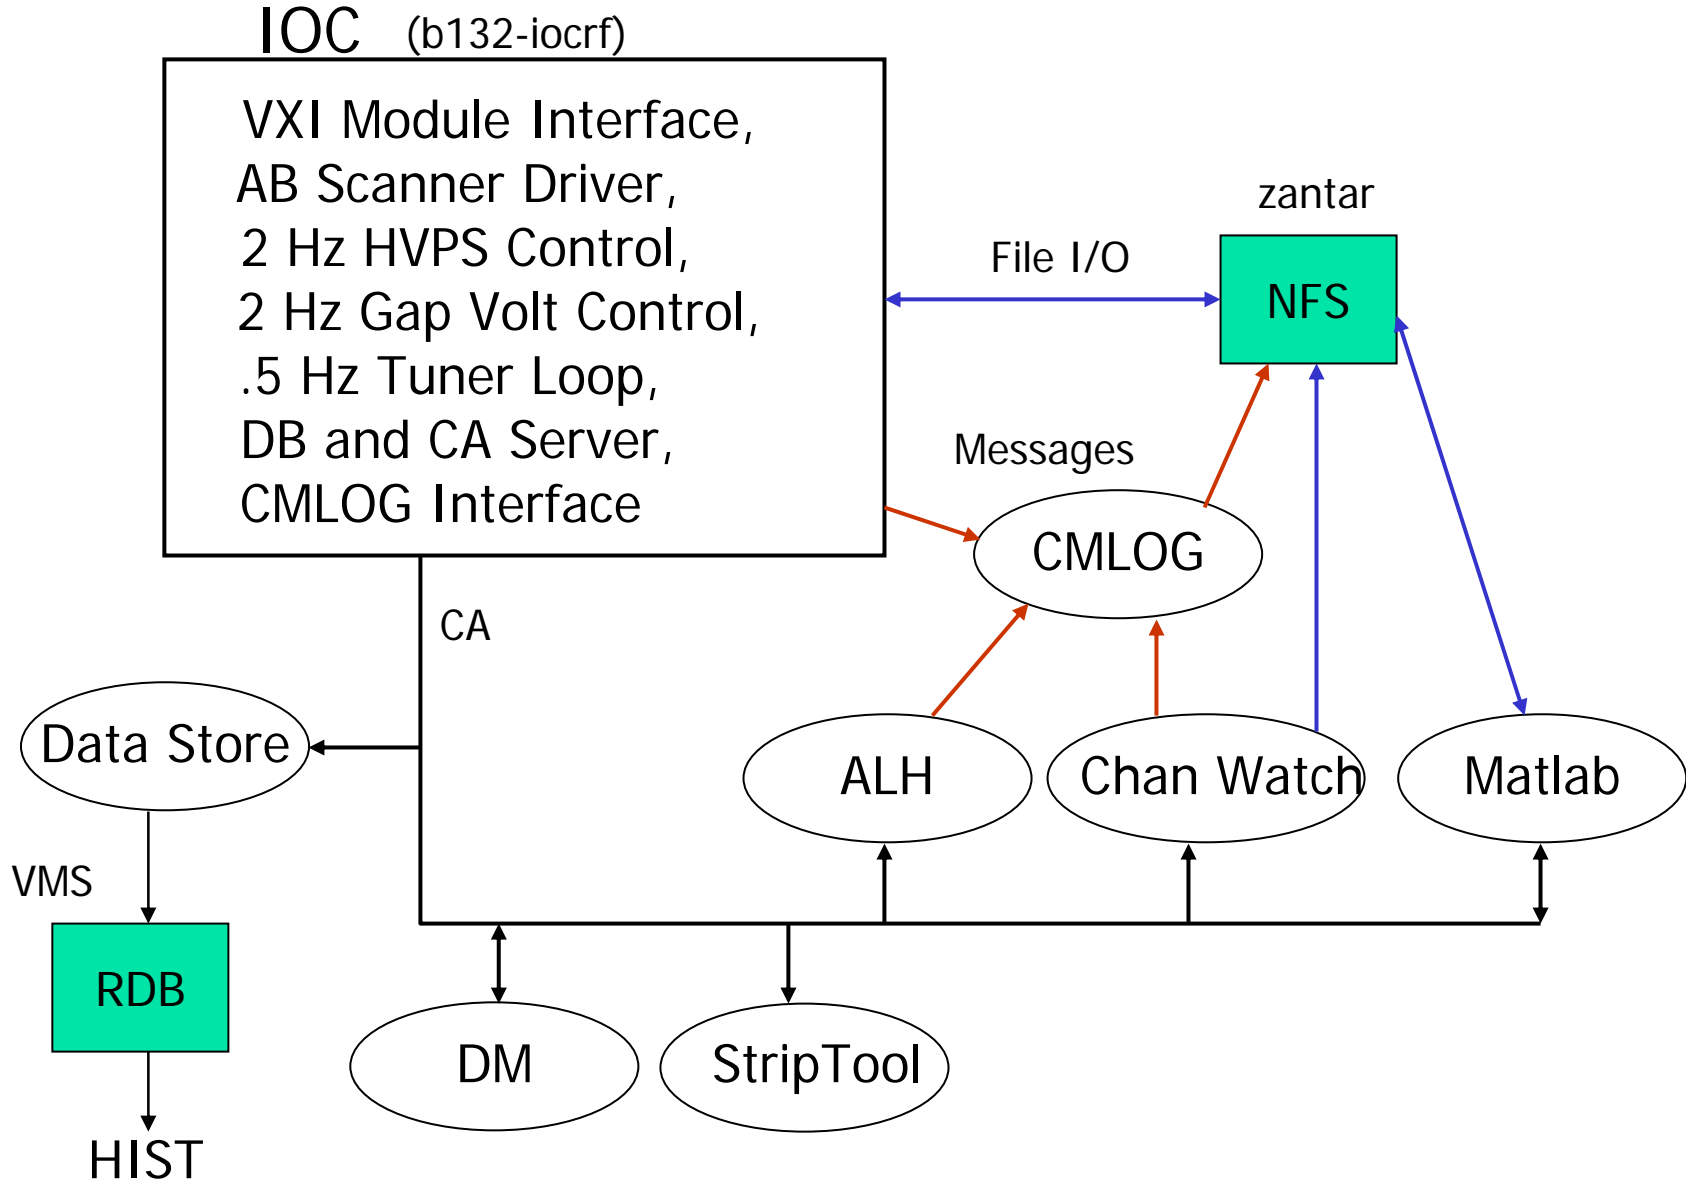 IOC (b132-iocrf)
VXI Module Interface,
AB Scanner Driver,
2 Hz HVPS Control,
2 Hz Gap Volt Control,
.5 Hz Tuner Loop,
DB and CA Server,
CMLOG Interface
zantar
File I/O
NFS
Messages
CMLOG
CA
Data Store
ALH
Chan Watch
Matlab
VMS
RDB
DM
StripTool
HIST